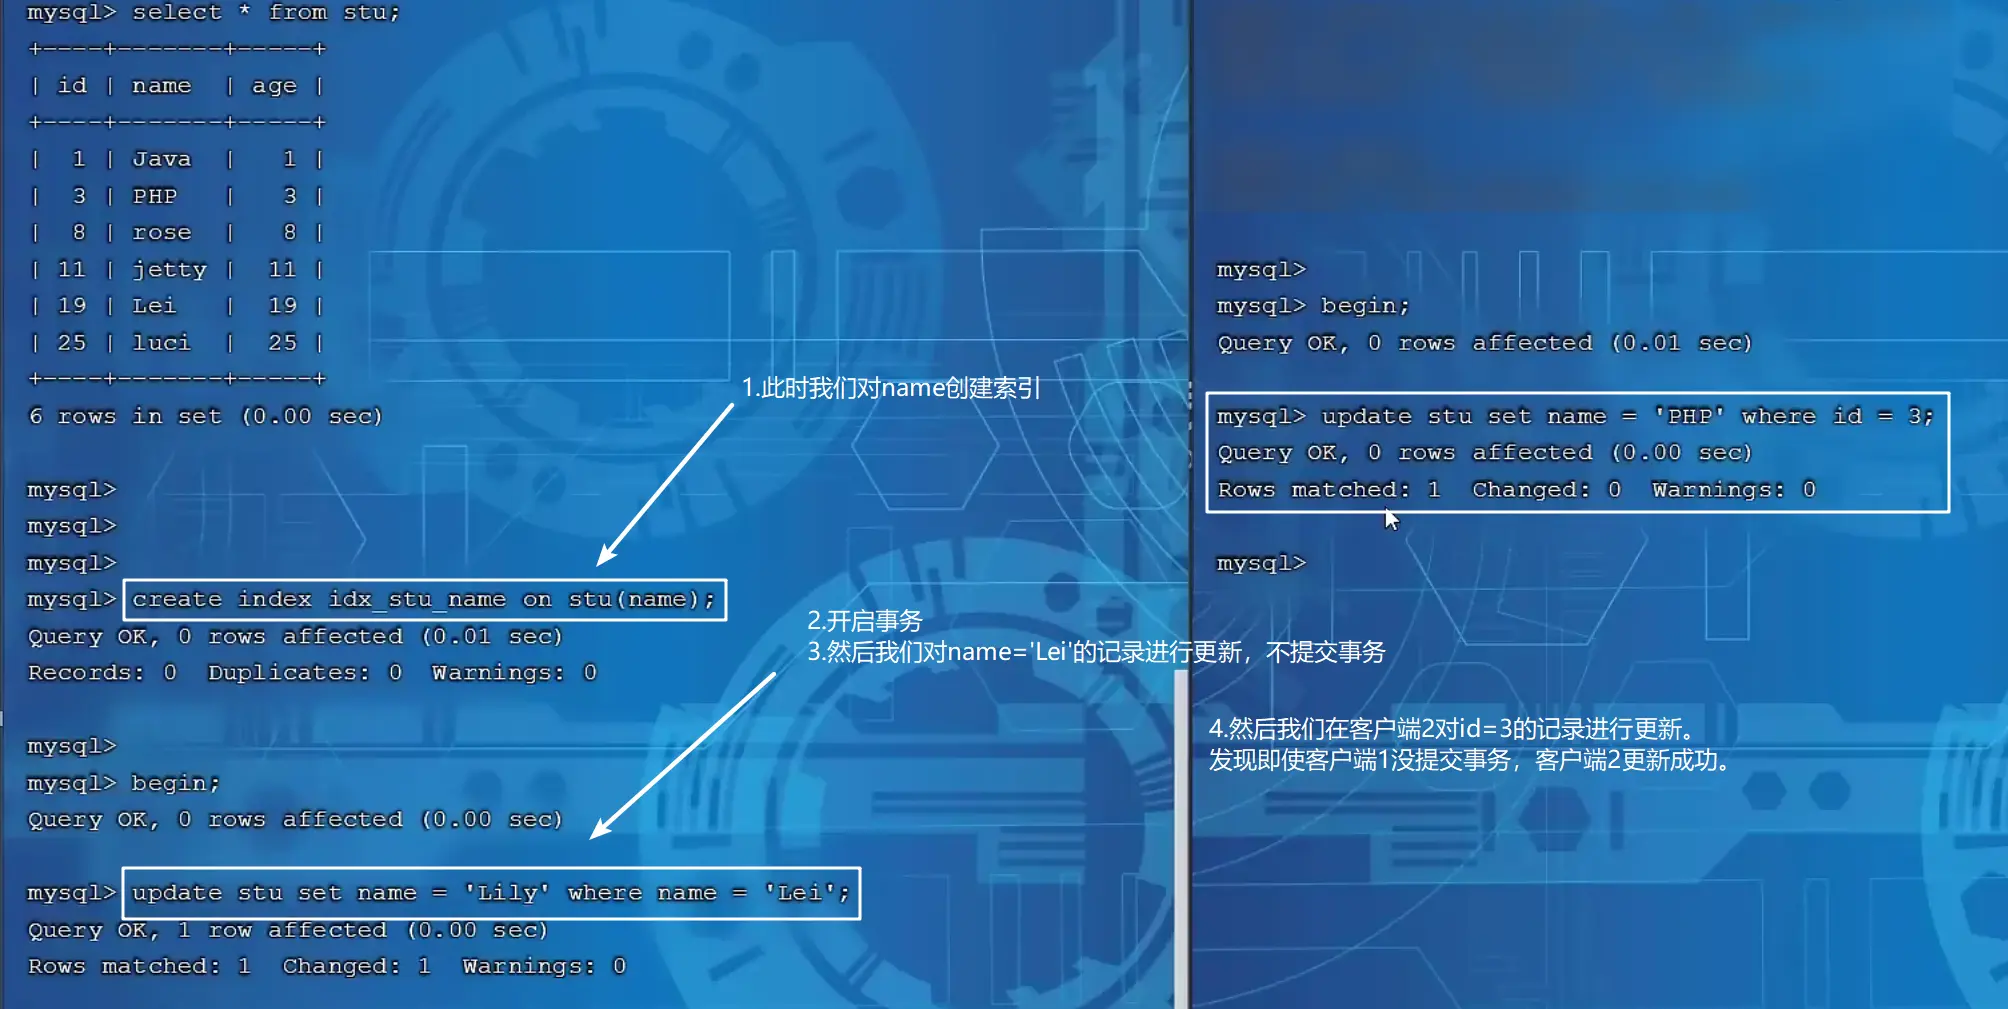 mysql> select * from stu;
+----+-------+-----+
| id | name  | age |
+----+-------+-----+
|  1 | Java  |   1 |
|  3 | PHP   |   3 |
|  8 | rose  |   8 |
| 11 | jetty |  11 |
| 19 | Lei   |  19 |
| 25 | luci  |  25 |
+----+-------+-----+
6 rows in set (0.00 sec)
mysql>
mysql>
mysql>
mysql> create index idx_stu_name on stu(name);
Query OK, 0 rows affected (0.01 sec)
Records: 0  Duplicates: 0  Warnings: 0
mysql>
mysql> begin;
Query OK, 0 rows affected (0.00 sec)
mysql> update stu set name = 'Lily' where name = 'Lei';
Query OK, 1 row affected (0.00 sec)
Rows matched: 1  Changed: 1  Warnings: 0
1.此时我们对name创建索引
2.开启事务
3.然后我们对name='Lei'的记录进行更新，不提交事务
mysql>
mysql> begin;
Query OK, 0 rows affected (0.01 sec)
mysql> update stu set name = 'PHP' where id = 3;
Query OK, 0 rows affected (0.00 sec)
Rows matched: 1  Changed: 0  Warnings: 0
mysql>
4.然后我们在客户端2对id=3的记录进行更新。
发现即使客户端1没提交事务，客户端2更新成功。